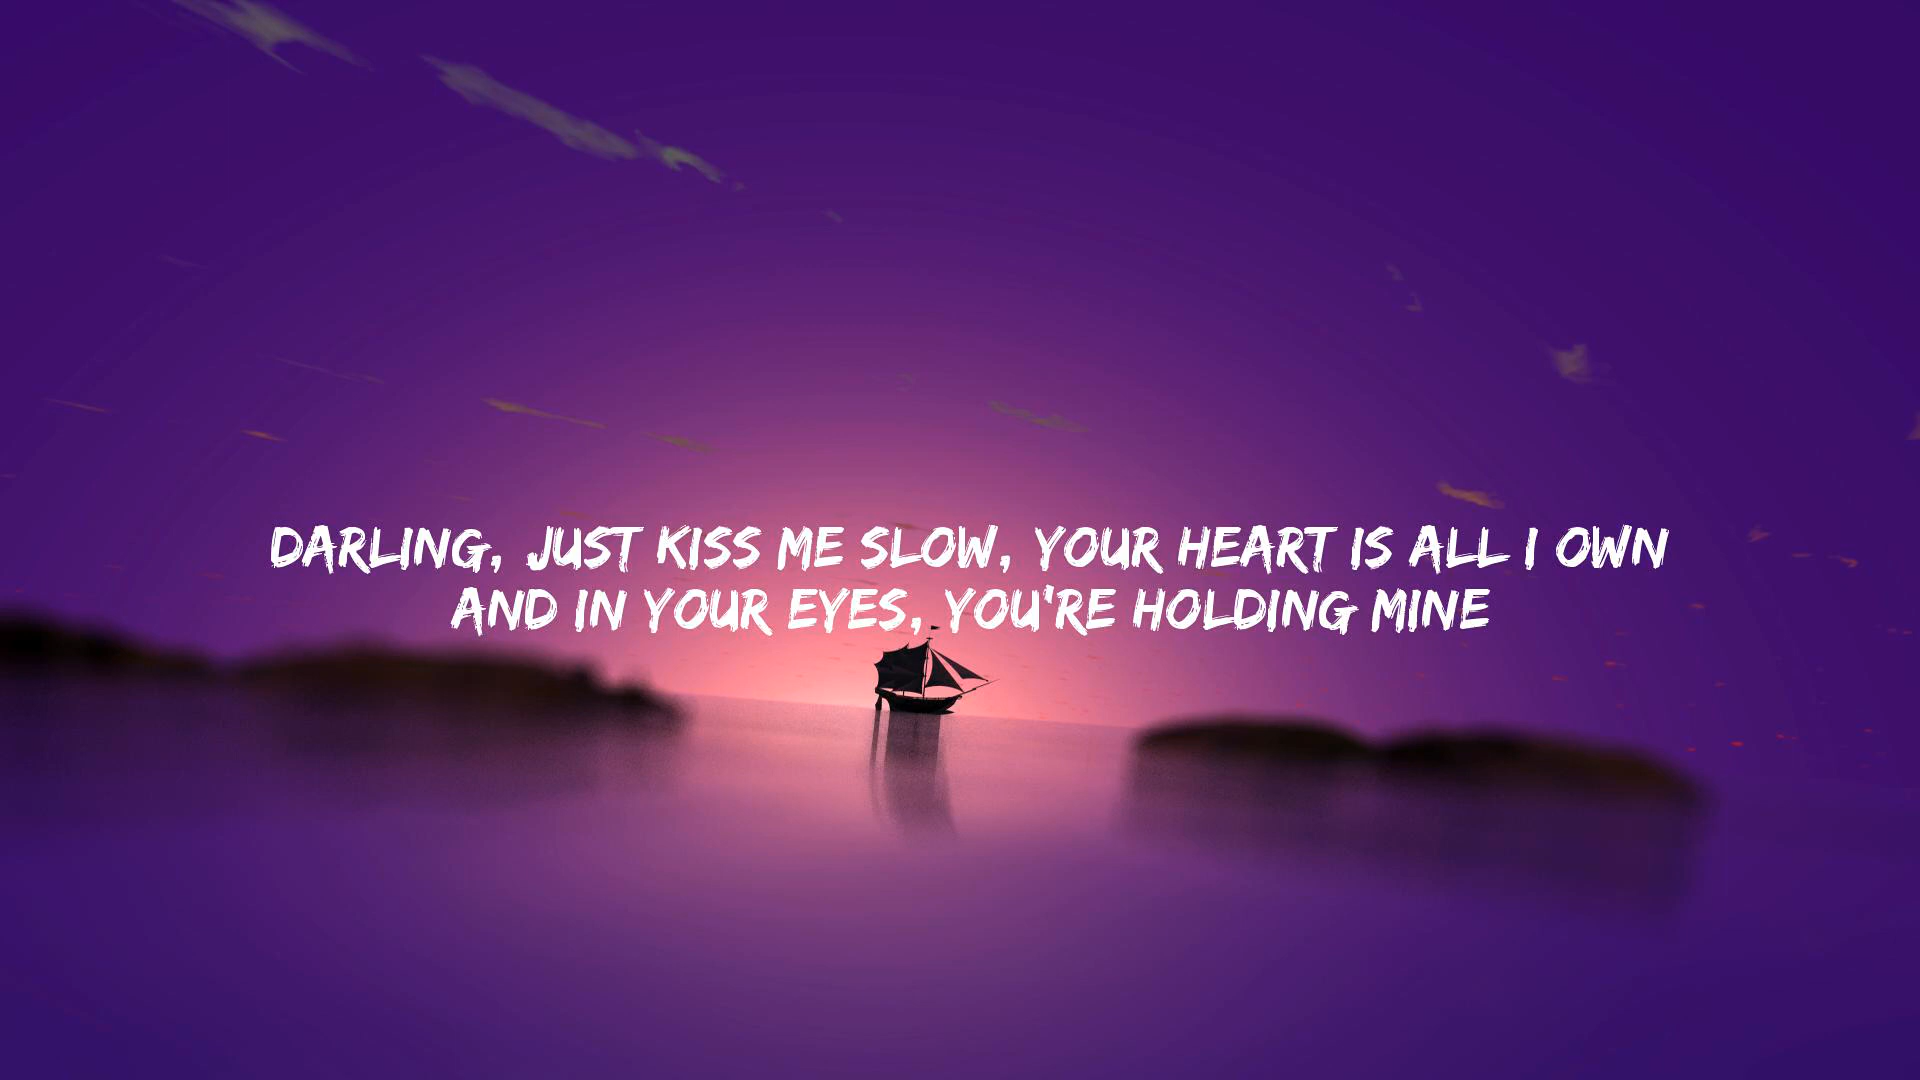 DARLING, JUST KISS ME SLOW, YOUR HEART IS ALL I OWN
AND IN YOUR EYES, YOU'RE HOLDING MINE